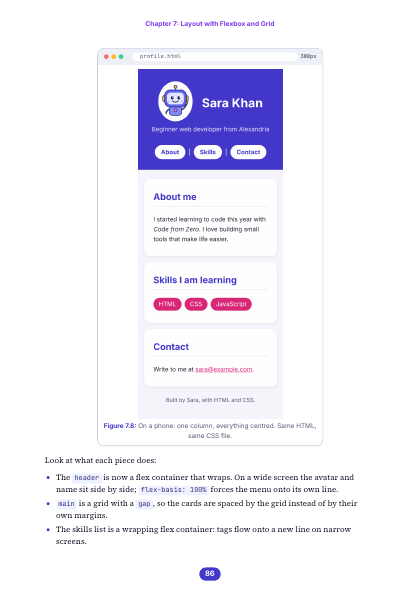 Chapter 7: Layout with Flexbox and Grid
profile.html
380px
Sara Khan
Beginner web developer from Alexandria
About | Skills | Contact
About me
I started learning to code this year with
Code from Zero. I love building small
tools that make life easier.
Skills I am learning
HTML CSS JavaScript
Contact
Write to me at sara@example.com.
Built by Sara, with HTML and CSS.
Figure 7.8: On a phone: one column, everything centred. Same HTML,
same CSS file.
Look at what each piece does:
• The header is now a flex container that wraps. On a wide screen the avatar and
name sit side by side; flex-basis: 100% forces the menu onto its own line.
• main is a grid with a gap, so the cards are spaced by the grid instead of by their
own margins.
• The skills list is a wrapping flex container: tags flow onto a new line on narrow
screens.
86